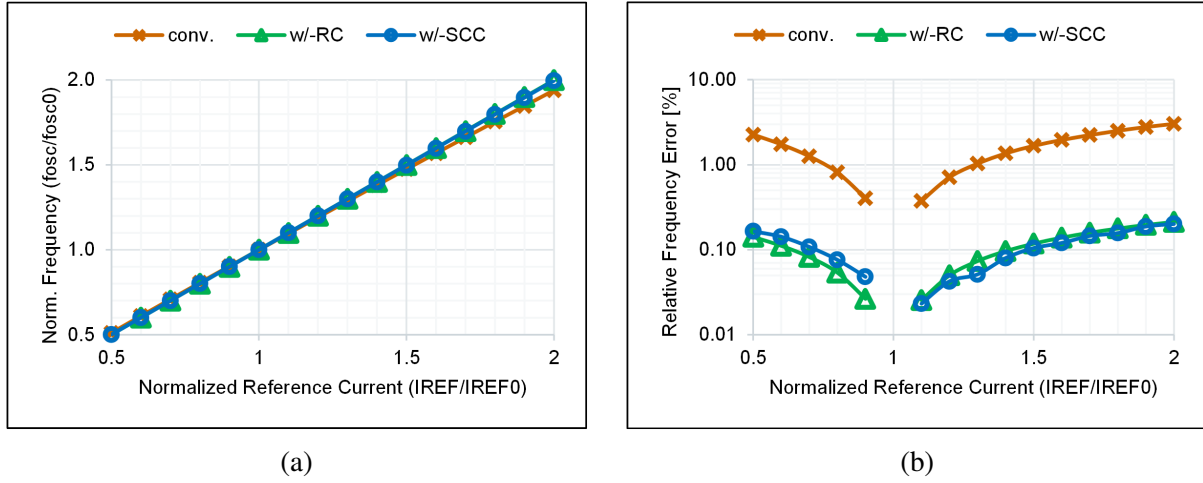 conv. w/-RC w/-SCC
2.0
1.5
1.0
0.5
0.5 1 1.5 2
Norm. Frequency (fosc/fosc0)
Normalized Reference Current (IREF/IREF0)
(a)
conv. w/-RC w/-SCC
10.00
1.00
0.10
0.01
0.5 1 1.5 2
Relative Frequency Error [%]
Normalized Reference Current (IREF/IREF0)
(b)